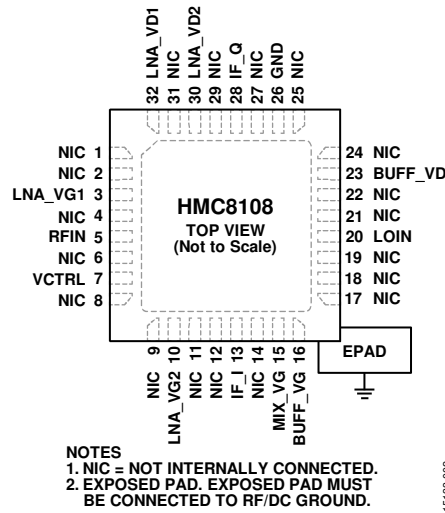 32 LNA_VD1
31 NIC
30 LNA_VD2
29 NIC
28 IF_Q
27 NIC
26 GND
25 NIC
NIC 1
NIC 2
LNA_VG1 3
NIC 4
RFIN 5
NIC 6
VCTRL 7
NIC 8
HMC8108
TOP VIEW
(Not to Scale)
24 NIC
23 BUFF_VD
22 NIC
21 NIC
20 LOIN
19 NIC
18 NIC
17 NIC
NIC 9
LNA_VG2 10
NIC 11
NIC 12
IF_I 13
NIC 14
MIX_VG 15
BUFF_VG 16
EPAD
NOTES
1. NIC = NOT INTERNALLY CONNECTED.
2. EXPOSED PAD. EXPOSED PAD MUST
BE CONNECTED TO RF/DC GROUND.